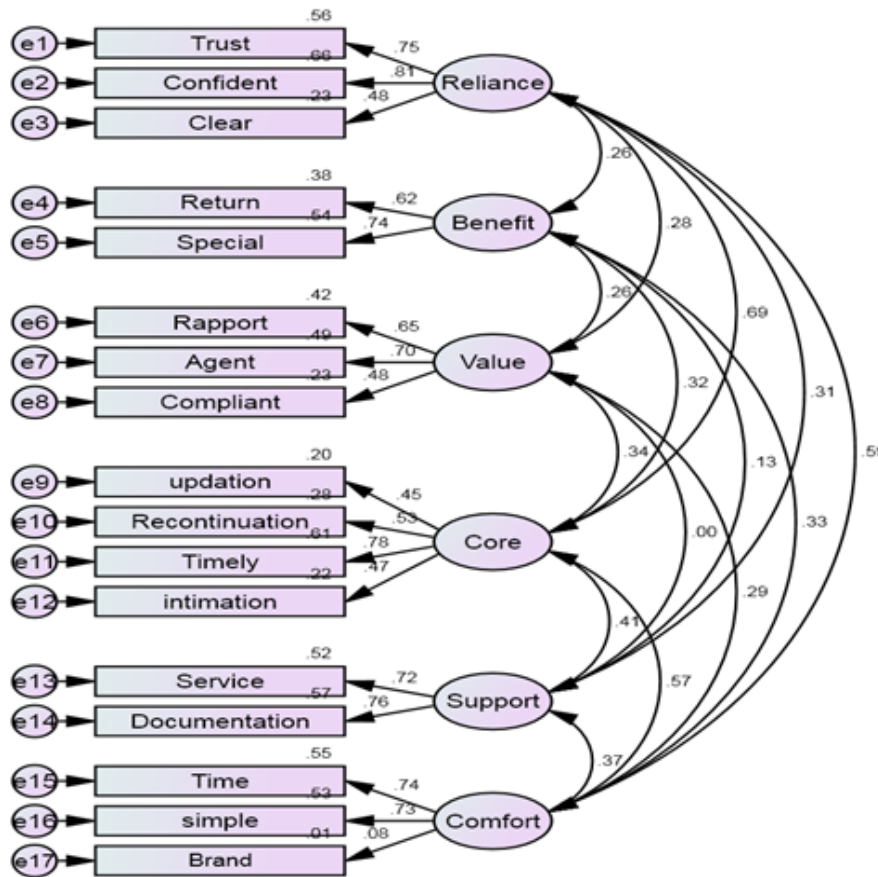 .56
e1 Trust .75
.66
e2 Confident .81 Reliance
.23
e3 Clear .48
.26
.38
e4 Return .62
.54 Benefit
e5 Special .74
.28
.26
.42
e6 Rapport .65
.49
e7 Agent .70 Value
.23
e8 Compliant .48
.69
.32
.31
.34
.13
.20
e9 updation .45
.28
e10 Recontinuation .53
.61 Core
e11 Timely .78
.22
e12 intimation .47
.00
.33
.29
.41
.57
.52
e13 Service .72
.57 Support
e14 Documentation .76
.37
.55
e15 Time .74
.53
e16 simple .73 Comfort
.01
e17 Brand .08